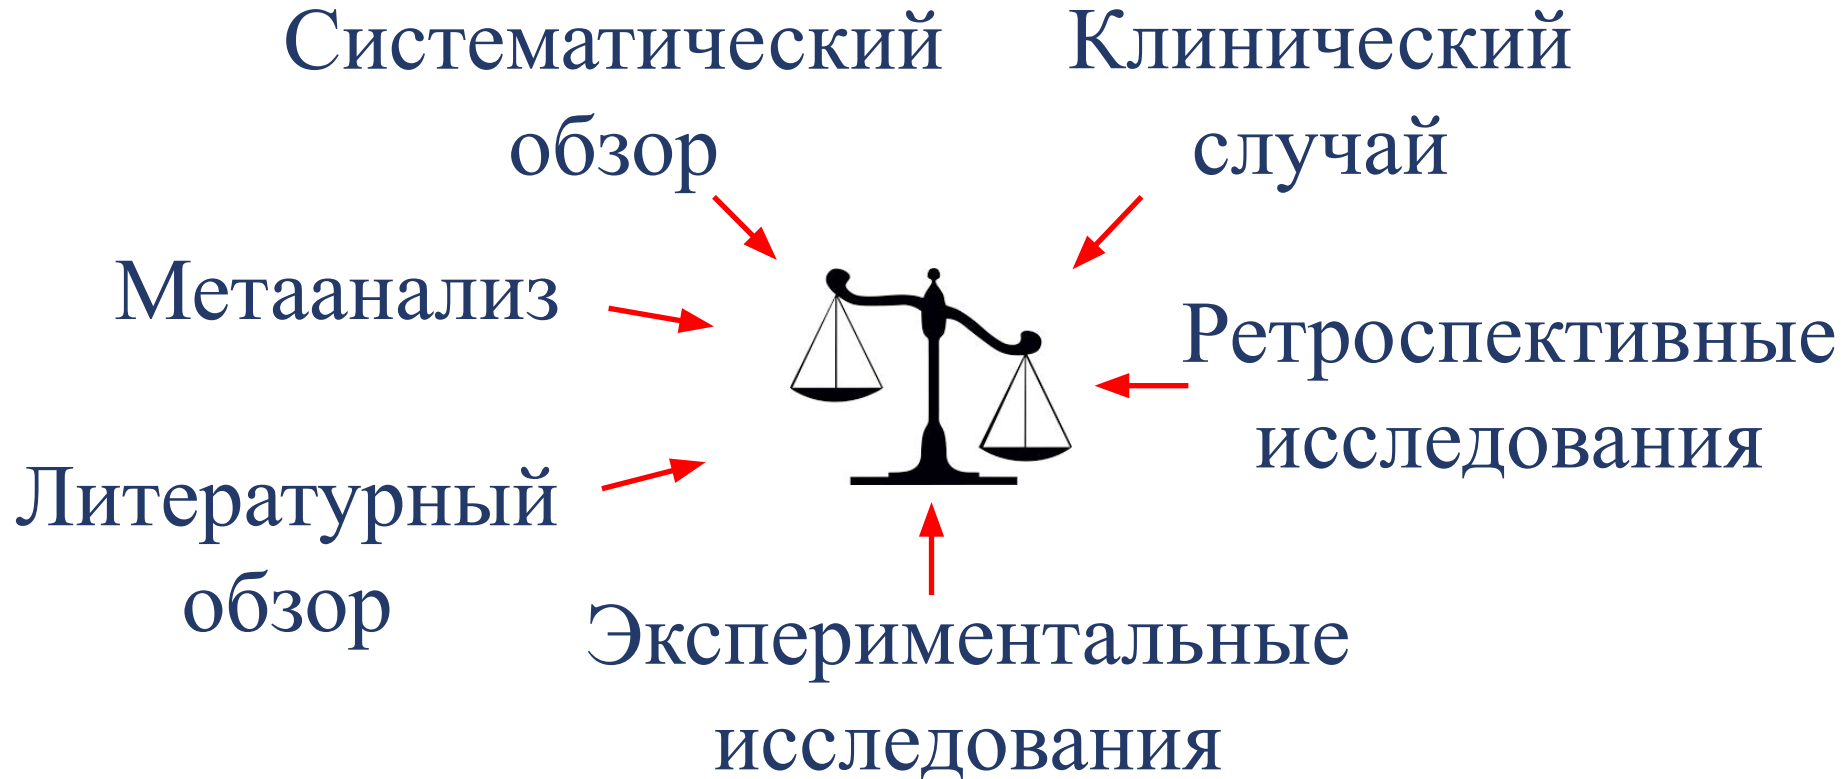 Систематический
обзор
Клинический
случай
Метаанализ
Ретроспективные
исследования
Литературный
обзор
Экспериментальные
исследования